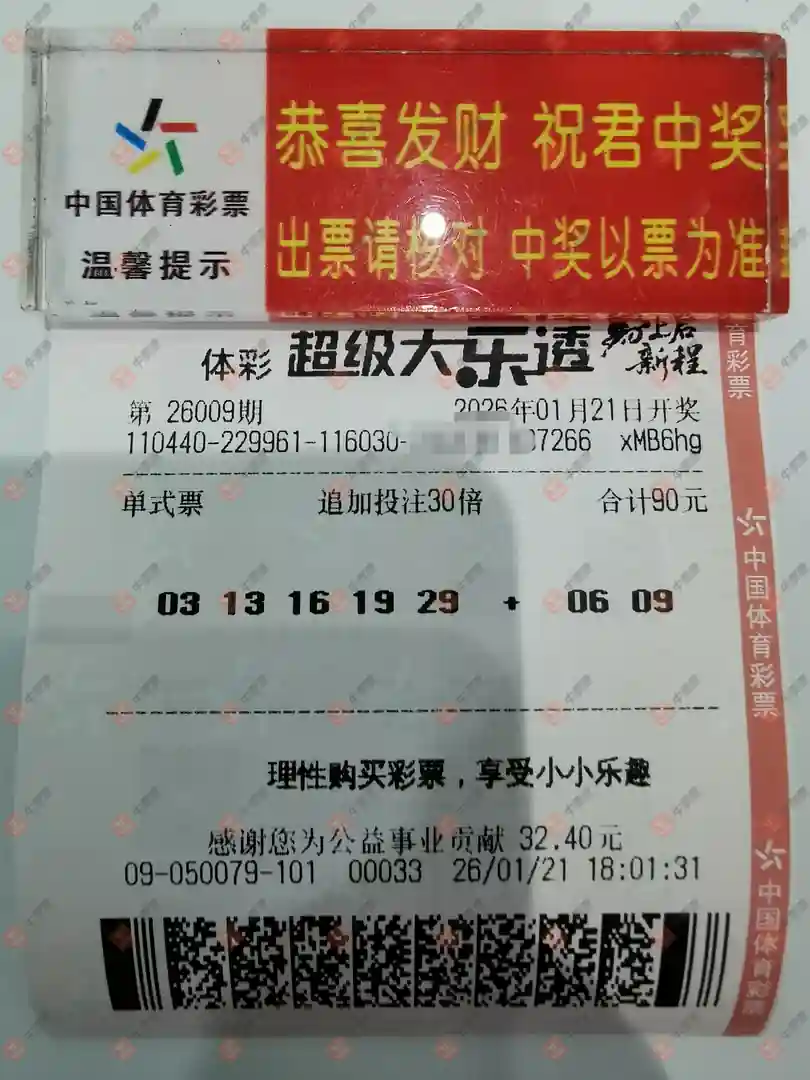 恭喜发财 祝君中奖
中国体育彩票
温馨提示
出票请核对 中奖以票为准
体彩 超级大乐透
新程
第 26009期 2026年01月21日开奖
110440-229961-116030- 07266 xMB6hg
单式票 追加投注30倍 合计90元
03 13 16 19 29 + 06 09
理性购买彩票，享受小小乐趣
感谢您为公益事业贡献 32.40元
09-050079-101 00033 26/01/21 18:01:31
育彩票
中国体育彩票
中国体育彩票